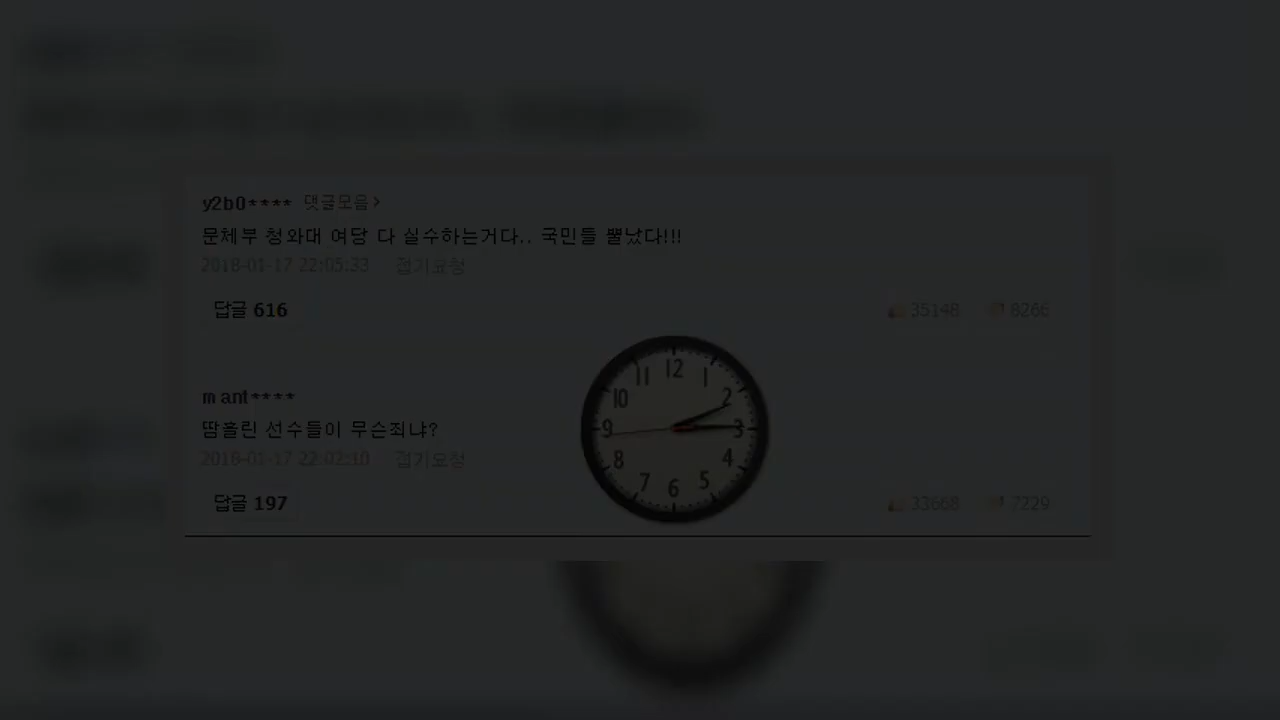 y2b0**** 댓글모음>
문체부 청와대 여당 다 실수하는거다.. 국민들 뿔났다!!!
2018-01-17 22:05:33 접기요청
답글 616 35148 8266
mant****
땀흘린 선수들이 무슨죄냐?
2018-01-17 22:02:10 접기요청
답글 197 33668 7229
12
11 1
10 2
9 3
8 4
7 5
6